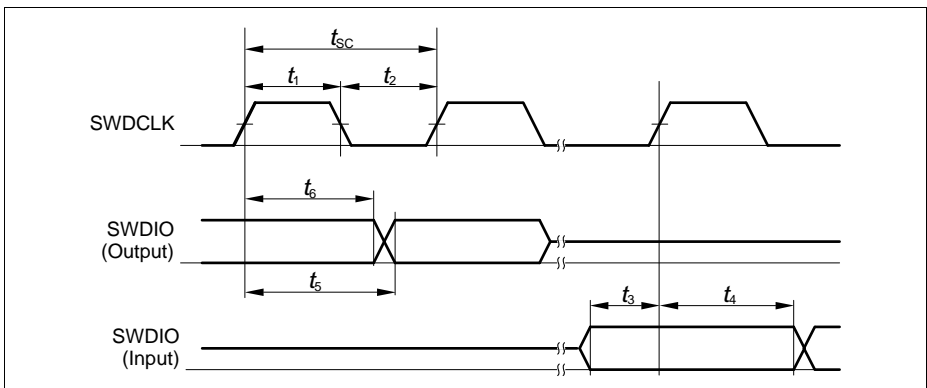 tSC
t1 t2
SWDCLK
t6
SWDIO
(Output)
t5
t3 t4
SWDIO
(Input)